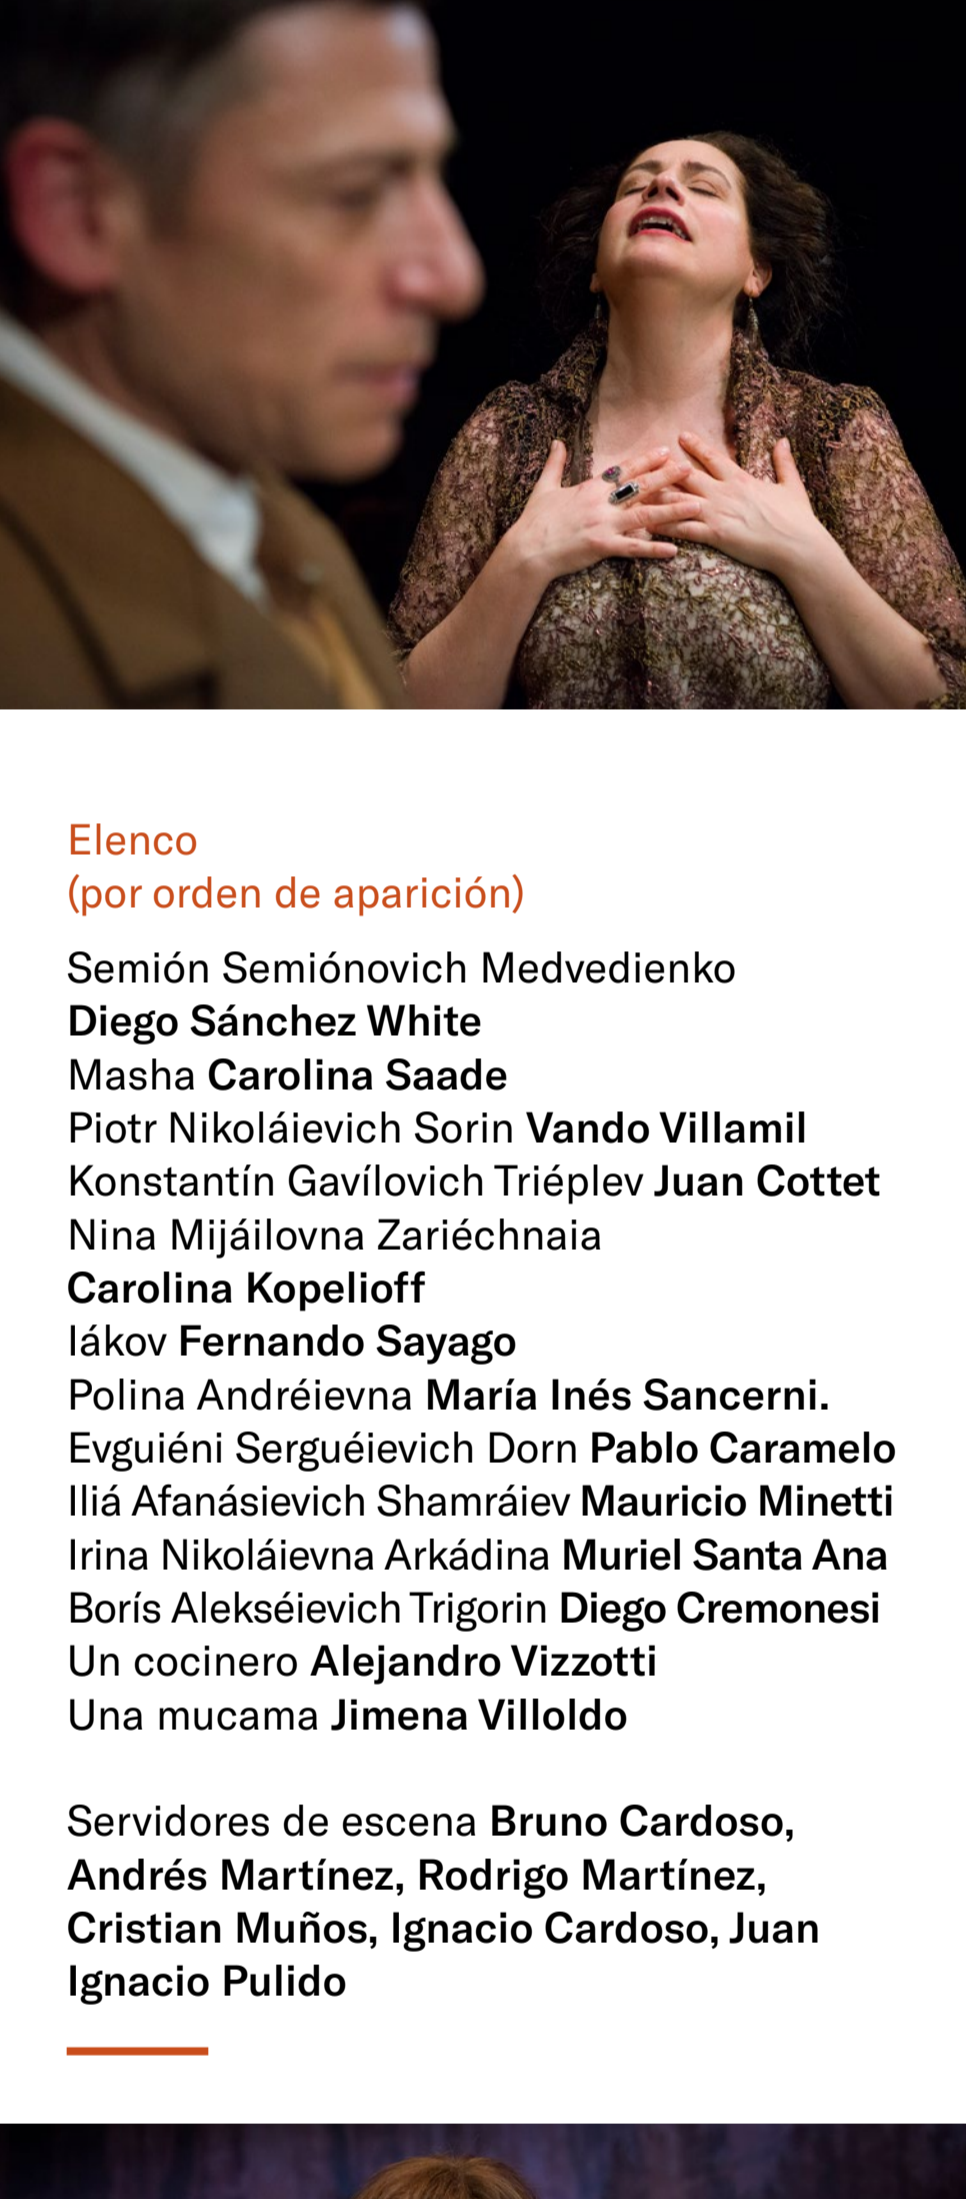 Elenco
(por orden de aparición)
Semión Semiónovich Medvedienko
Diego Sánchez White
Masha Carolina Saade
Piotr Nikoláievich Sorin Vando Villamil
Konstantín Gavílovich Triéplev Juan Cottet
Nina Mijáilovna Zariéchnaia
Carolina Kopelioff
Iákov Fernando Sayago
Polina Andréievna María Inés Sancerni.
Evguiéni Serguéievich Dorn Pablo Caramelo
Iliá Afanásievich Shamráiev Mauricio Minetti
Irina Nikoláievna Arkádina Muriel Santa Ana
Borís Alekséievich Trigorin Diego Cremonesi
Un cocinero Alejandro Vizzotti
Una mucama Jimena Villoldo
Servidores de escena Bruno Cardoso,
Andrés Martínez, Rodrigo Martínez,
Cristian Muños, Ignacio Cardoso, Juan
Ignacio Pulido